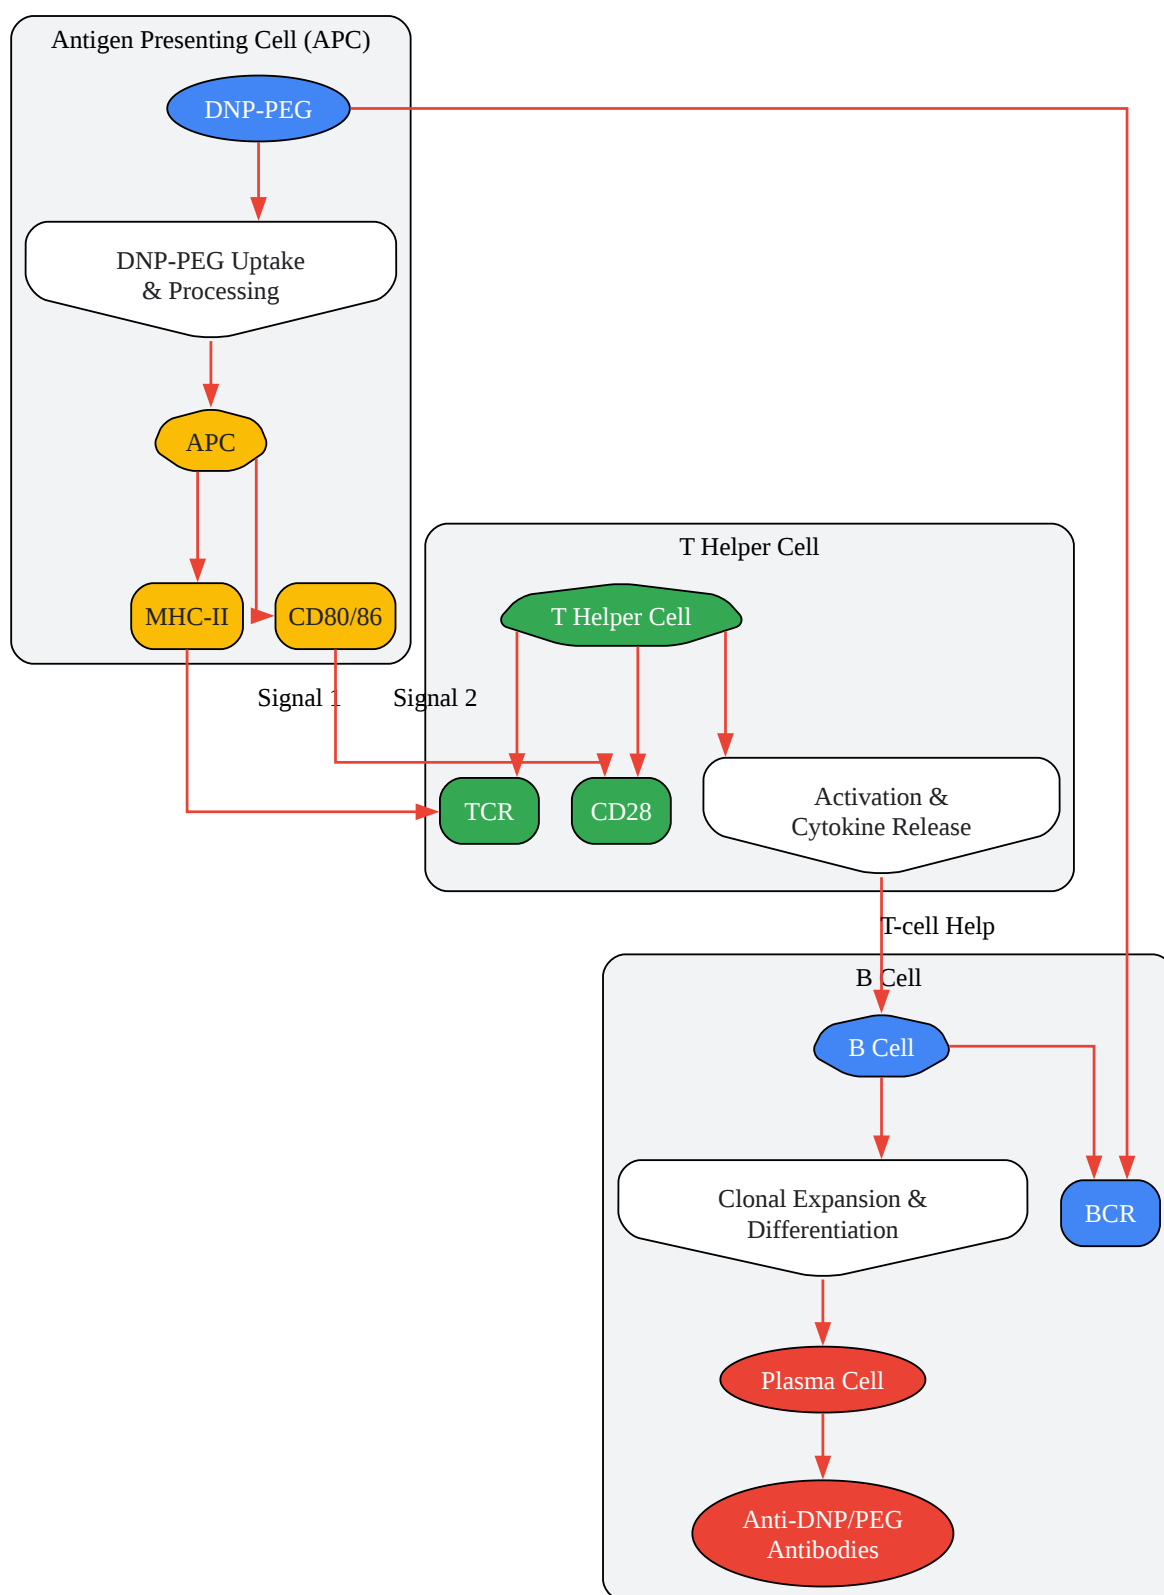 Antigen Presenting Cell (APC)
DNP-PEG
DNP-PEG Uptake
& Processing
APC
MHC-II
CD80/86
Signal 1
Signal 2
T Helper Cell
T Helper Cell
TCR
CD28
Activation &
Cytokine Release
T-cell Help
B Cell
B Cell
Clonal Expansion &
Differentiation
BCR
Plasma Cell
Anti-DNP/PEG
Antibodies